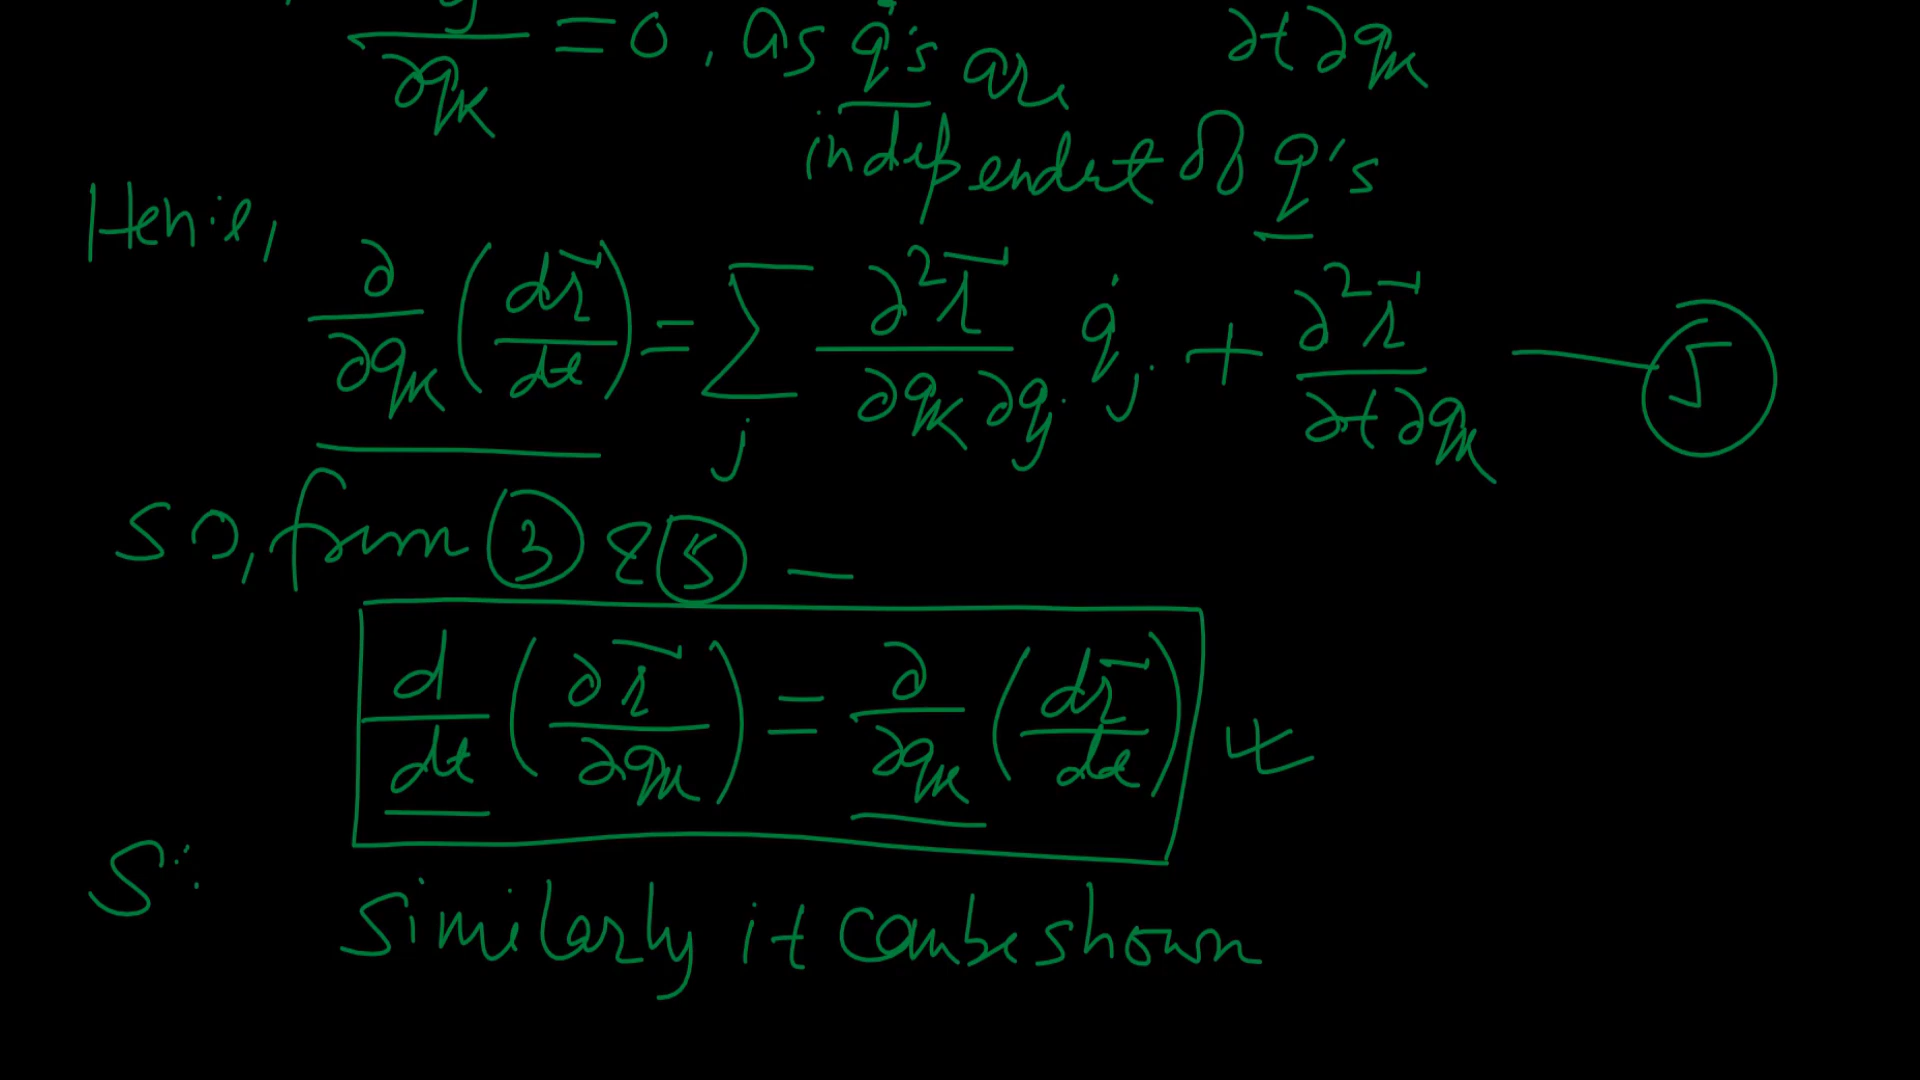 ∂q_k = 0, as q̇'s are ∂t∂q_k
independent of q's
Hence,
∂/∂q_k (dr̄/dt) = Σ_j ∂²r̄/∂q_k∂q_j q̇_j + ∂²r̄/∂t∂q_k — ⑤
So, from ③ & ⑤ —
d/dt (∂r̄/∂q_k) = ∂/∂q_k (dr̄/dt)
S
Similarly it can be shown